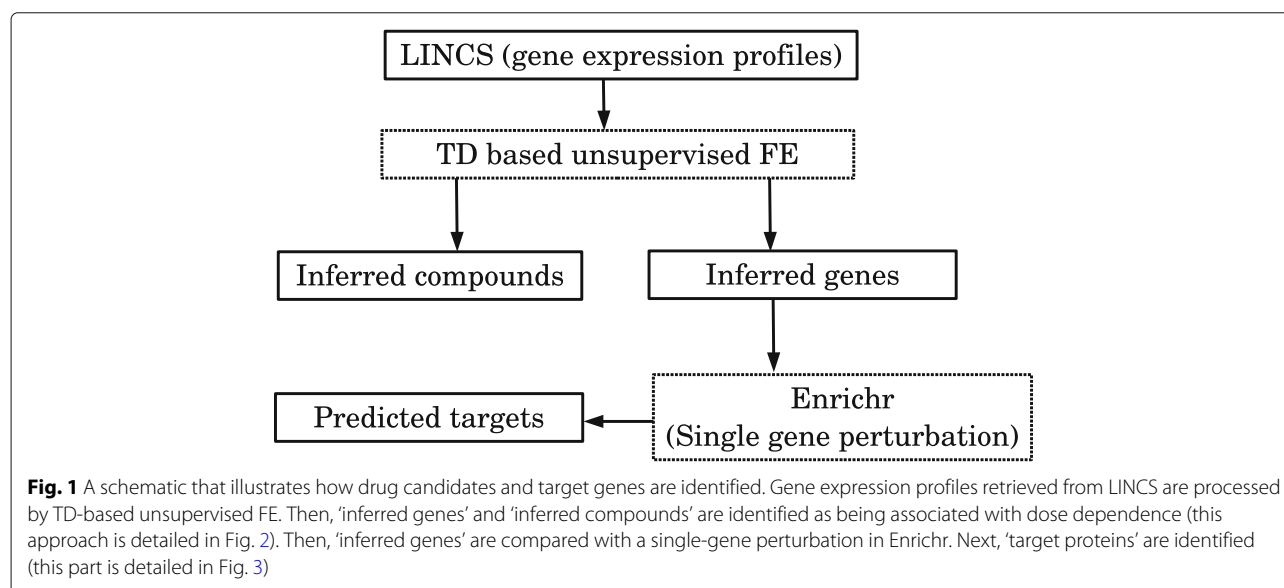 LINCS (gene expression profiles)
TD based unsupervised FE
Inferred compounds
Inferred genes
Predicted targets
Enrichr
(Single gene perturbation)
Fig. 1 A schematic that illustrates how drug candidates and target genes are identified. Gene expression profiles retrieved from LINCS are processed
by TD-based unsupervised FE. Then, ‘inferred genes’ and ‘inferred compounds’ are identified as being associated with dose dependence (this
approach is detailed in Fig. 2). Then, ‘inferred genes’ are compared with a single-gene perturbation in Enrichr. Next, ‘target proteins’ are identified
(this part is detailed in Fig. 3)